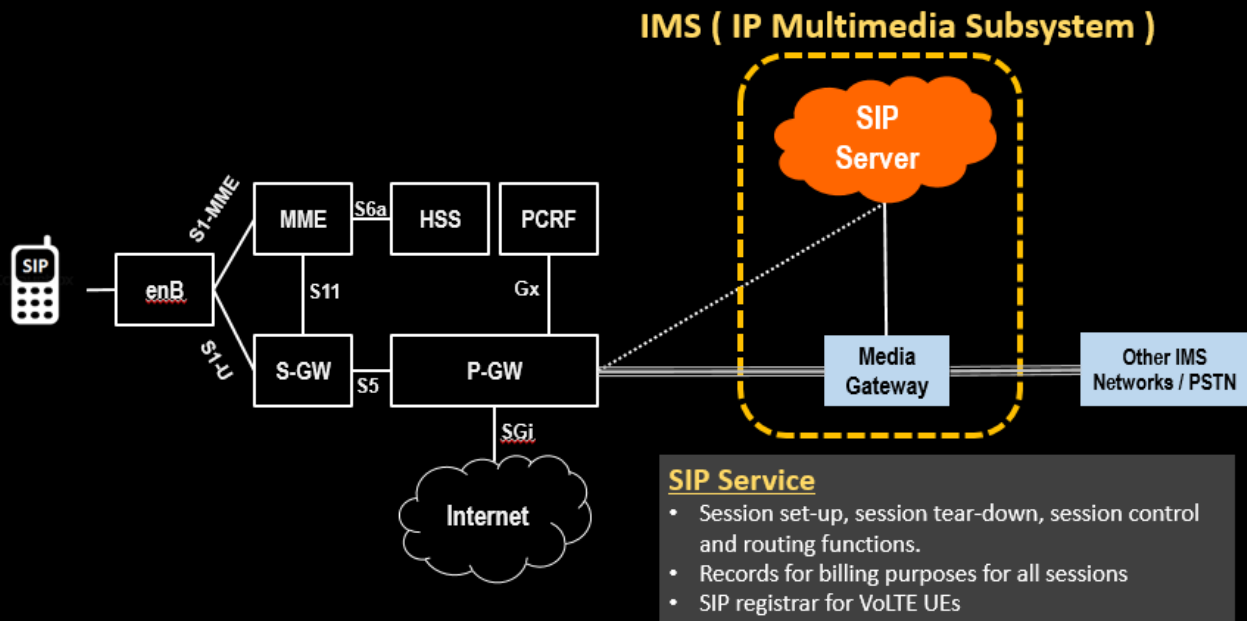 IMS ( IP Multimedia Subsystem )
SIP
Server
S1-MME
MME
S6a
HSS
PCRF
SIP
enB
S11
Gx
S1-U
S-GW
S5
P-GW
Media
Gateway
Other IMS
Networks / PSTN
SGi
Internet
SIP Service
• Session set-up, session tear-down, session control
and routing functions.
• Records for billing purposes for all sessions
• SIP registrar for VoLTE UEs